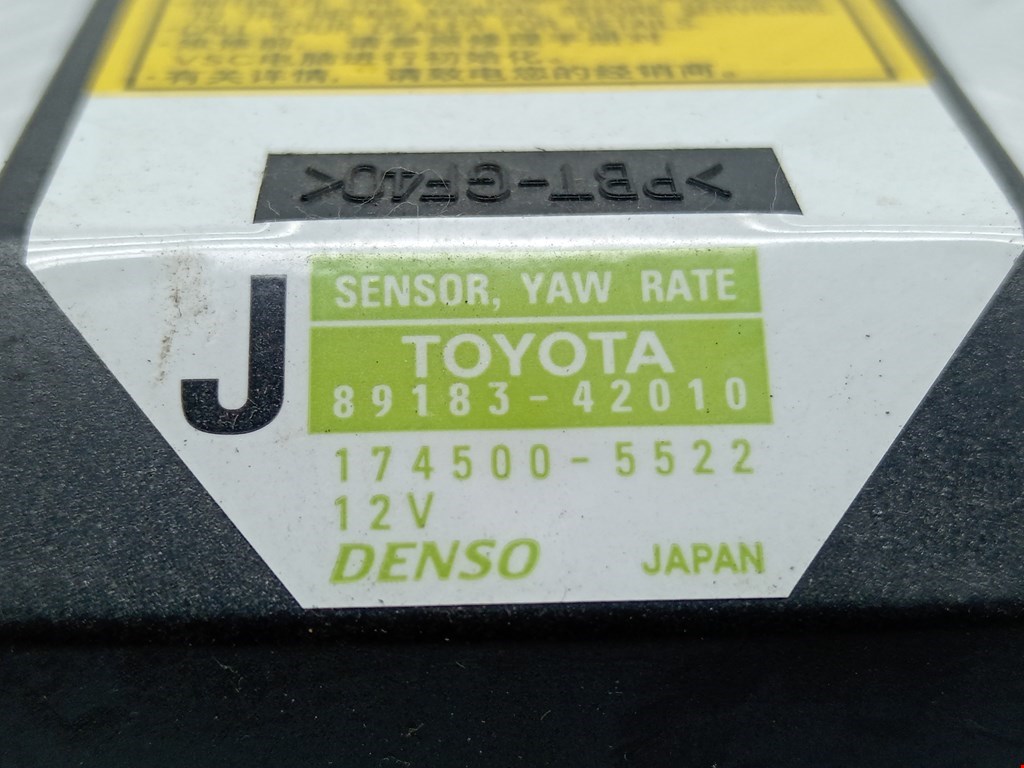 VSC电脑进行初始化。
·有关详情，请致电您的经销商。
>PBT-GF40<
J
SENSOR, YAW RATE
TOYOTA
89183-42010
174500-5522
12V
DENSO JAPAN